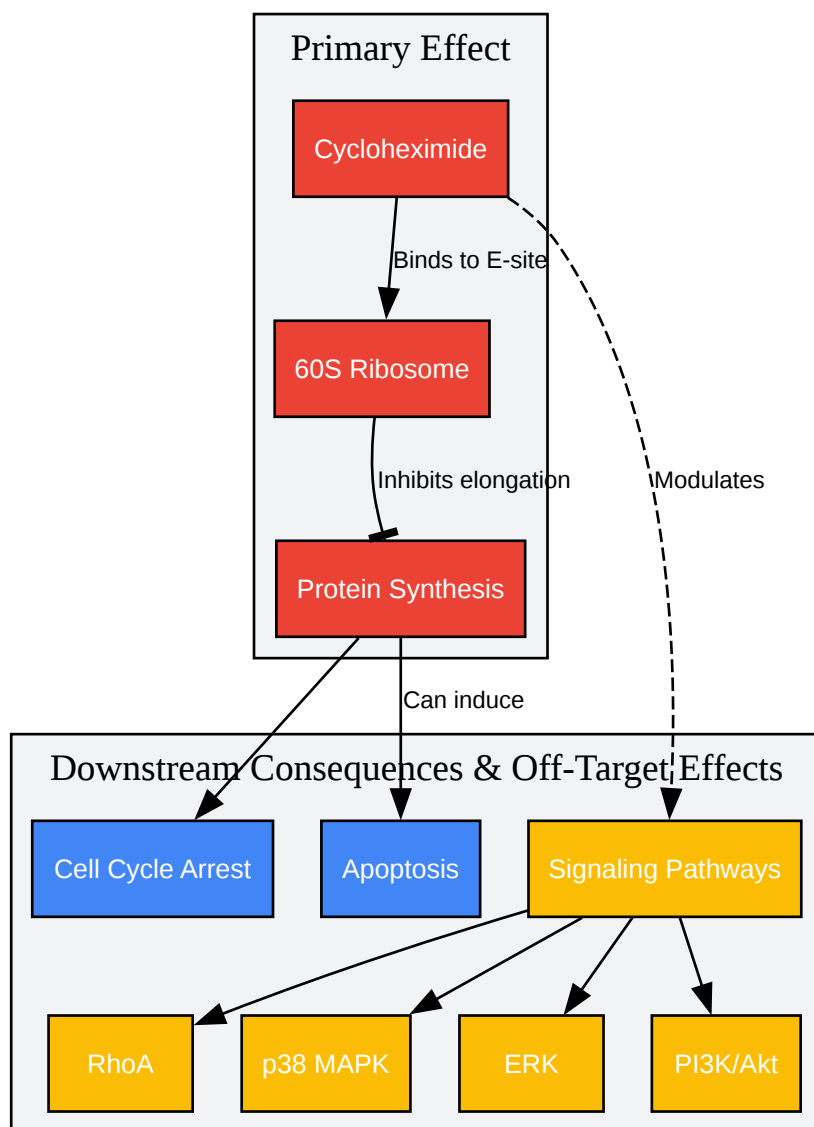 Primary Effect
Cycloheximide
Binds to E-site
60S Ribosome
Inhibits elongation
Modulates
Protein Synthesis
Can induce
Downstream Consequences & Off-Target Effects
Cell Cycle Arrest
Apoptosis
Signaling Pathways
RhoA
p38 MAPK
ERK
PI3K/Akt